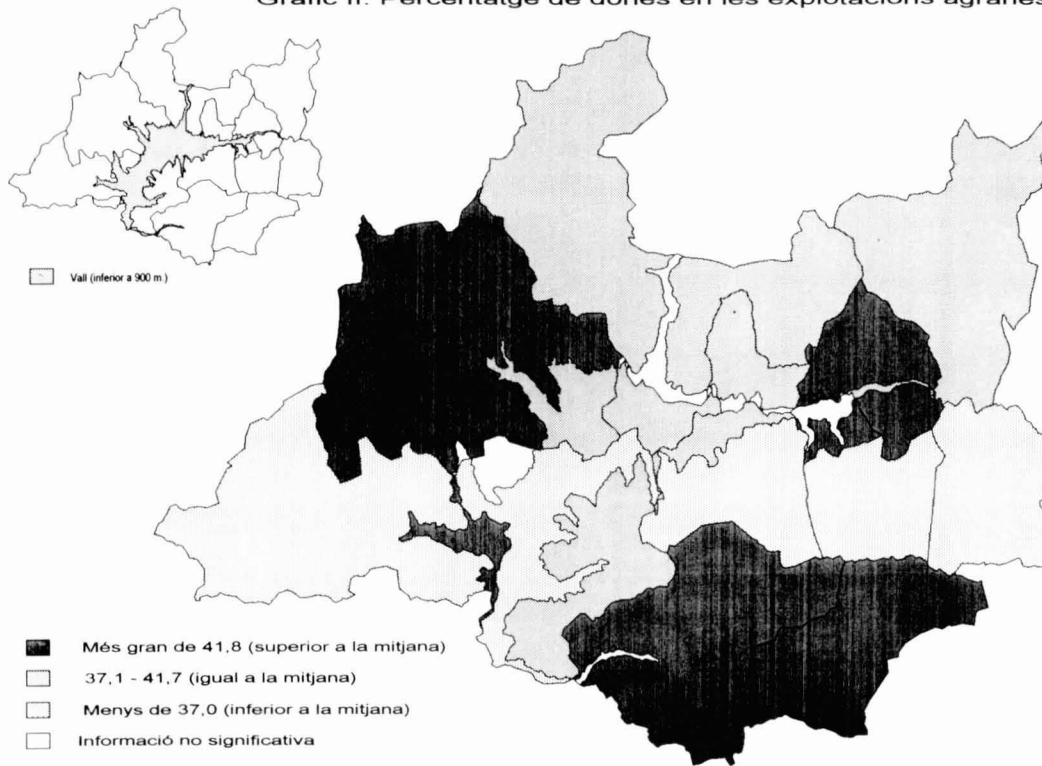 Gràfic II. Percentatge de dones en les explotacions agràries
Vall (inferior a 900 m.)
Més gran de 41,8 (superior a la mitjana)
37,1 - 41,7 (igual a la mitjana)
Menys de 37,0 (inferior a la mitjana)
Informació no significativa